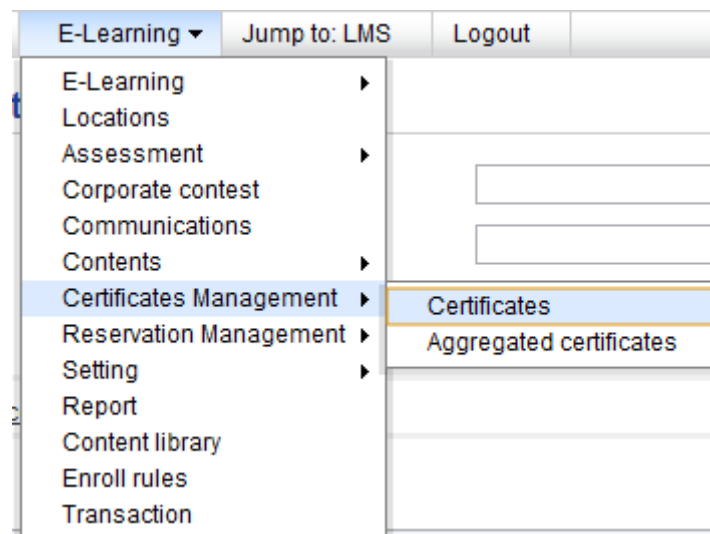 E-Learning Jump to: LMS Logout
E-Learning
Locations
Assessment
Corporate contest
Communications
Contents
Certificates Management
Certificates
Reservation Management
Aggregated certificates
Setting
Report
Content library
Enroll rules
Transaction